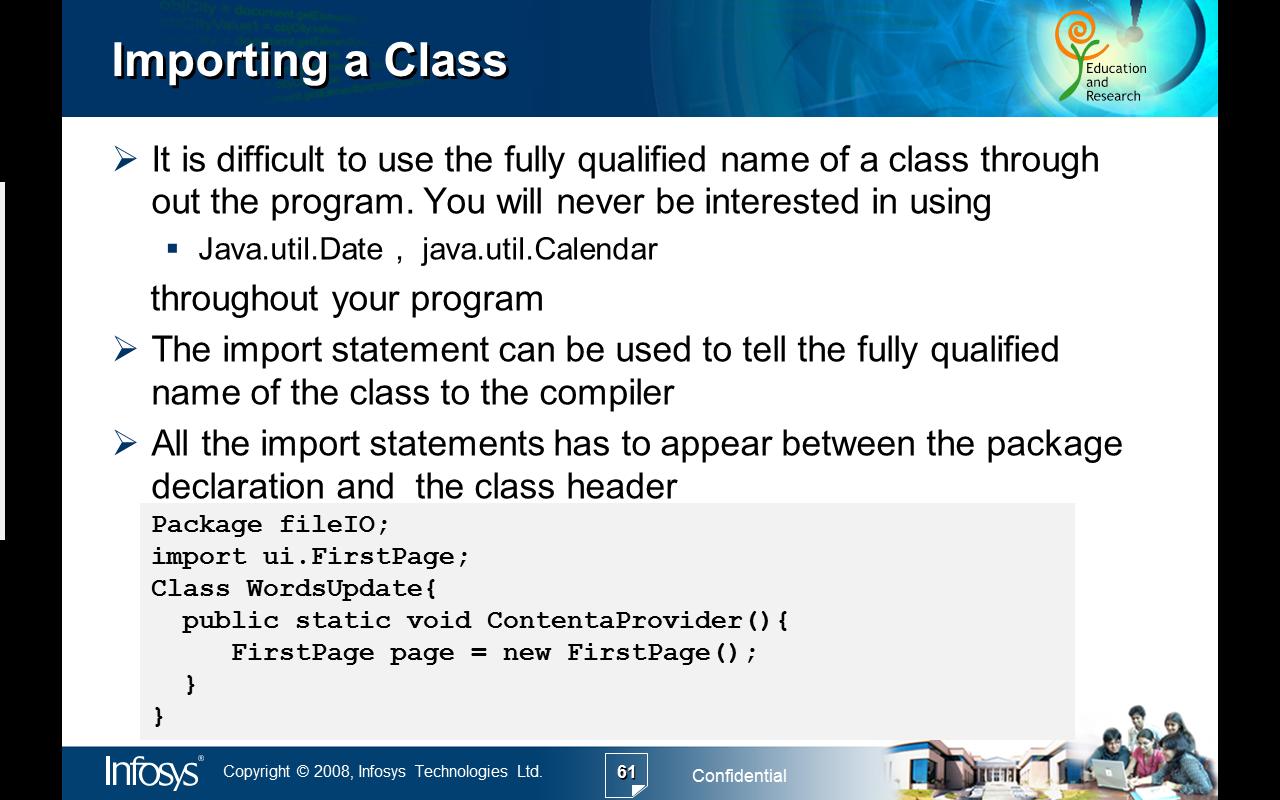 Importing a Class
Education
and
Research
It is difficult to use the fully qualified name of a class through
out the program. You will never be interested in using
Java.util.Date , java.util.Calendar
throughout your program
The import statement can be used to tell the fully qualified
name of the class to the compiler
All the import statements has to appear between the package
declaration and the class header
Package fileIO;
import ui.FirstPage;
Class WordsUpdate{
public static void ContentaProvider(){
FirstPage page = new FirstPage();
}
}
Infosys®
Copyright © 2008, Infosys Technologies Ltd.
61
Confidential